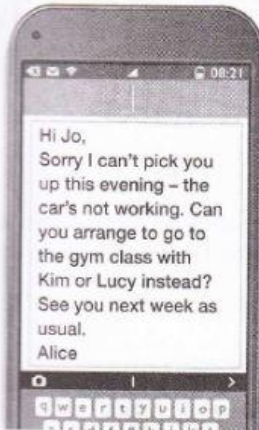 08:21
Hi Jo,
Sorry I can't pick you
up this evening – the
car's not working. Can
you arrange to go to
the gym class with
Kim or Lucy instead?
See you next week as
usual.
Alice
q w e r t y u i o p